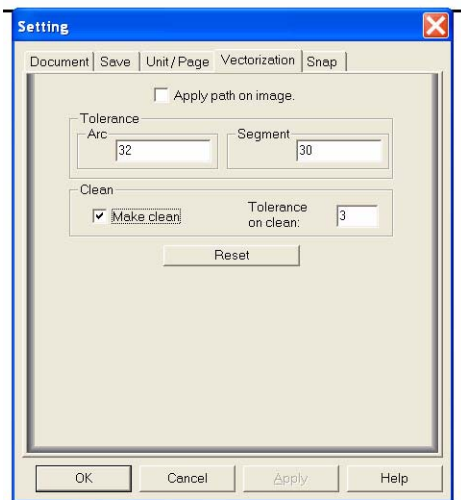 Setting
Document Save Unit/Page Vectorization Snap
Apply path on image.
Tolerance
Arc Segment
32 30
Clean
Make clean Tolerance on clean: 3
Reset
OK Cancel Apply Help